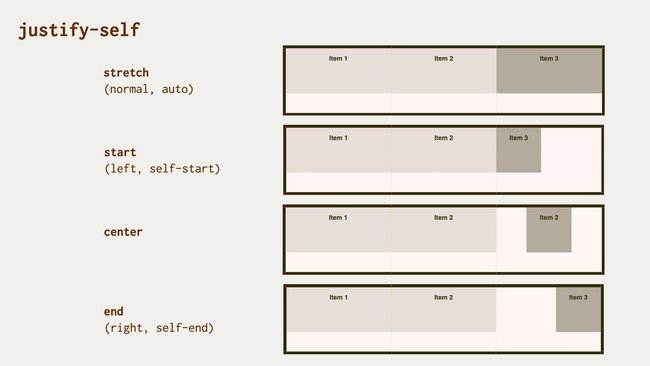 justify-self
stretch
(normal, auto)
Item 1 Item 2 Item 3
start
(left, self-start)
Item 1 Item 2 Item 3
center
Item 1 Item 2 Item 3
end
(right, self-end)
Item 1 Item 2 Item 3